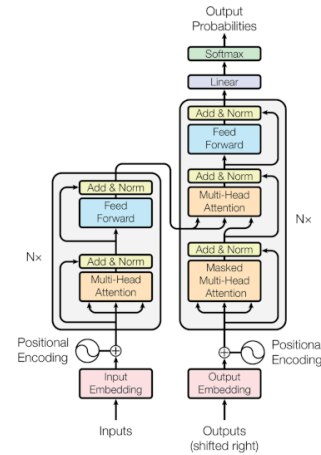 Output
Probabilities
Softmax
Linear
Add & Norm
Feed
Forward
Add & Norm
Multi-Head
Attention
Nx
Add & Norm
Masked
Multi-Head
Attention
Add & Norm
Feed
Forward
Nx
Add & Norm
Multi-Head
Attention
Positional
Encoding
Positional
Encoding
Input
Embedding
Output
Embedding
Inputs
Outputs
(shifted right)